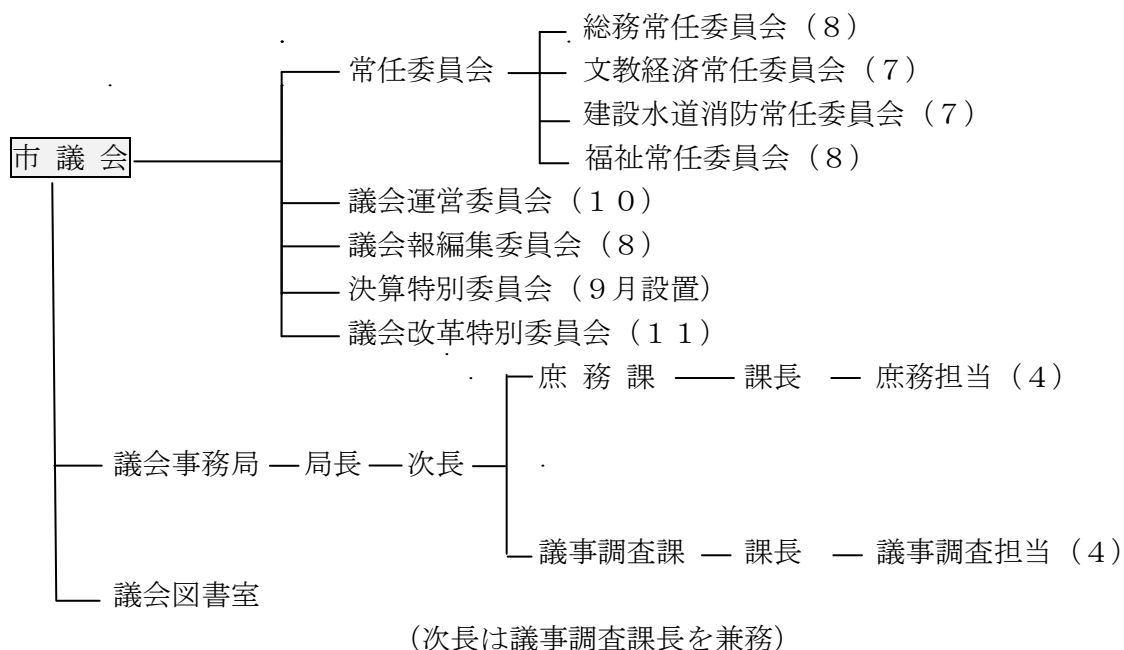 総務常任委員会（８）
常任委員会 文教経済常任委員会（７）
建設水道消防常任委員会（７）
市 議 会 福祉常任委員会（８）
議会運営委員会（１０）
議会報編集委員会（８）
決算特別委員会（９月設置）
議会改革特別委員会（１１）
庶 務 課 課長 庶務担当（４）
議会事務局 局長 次長
議事調査課 課長 議事調査担当（４）
議会図書室
（次長は議事調査課長を兼務）